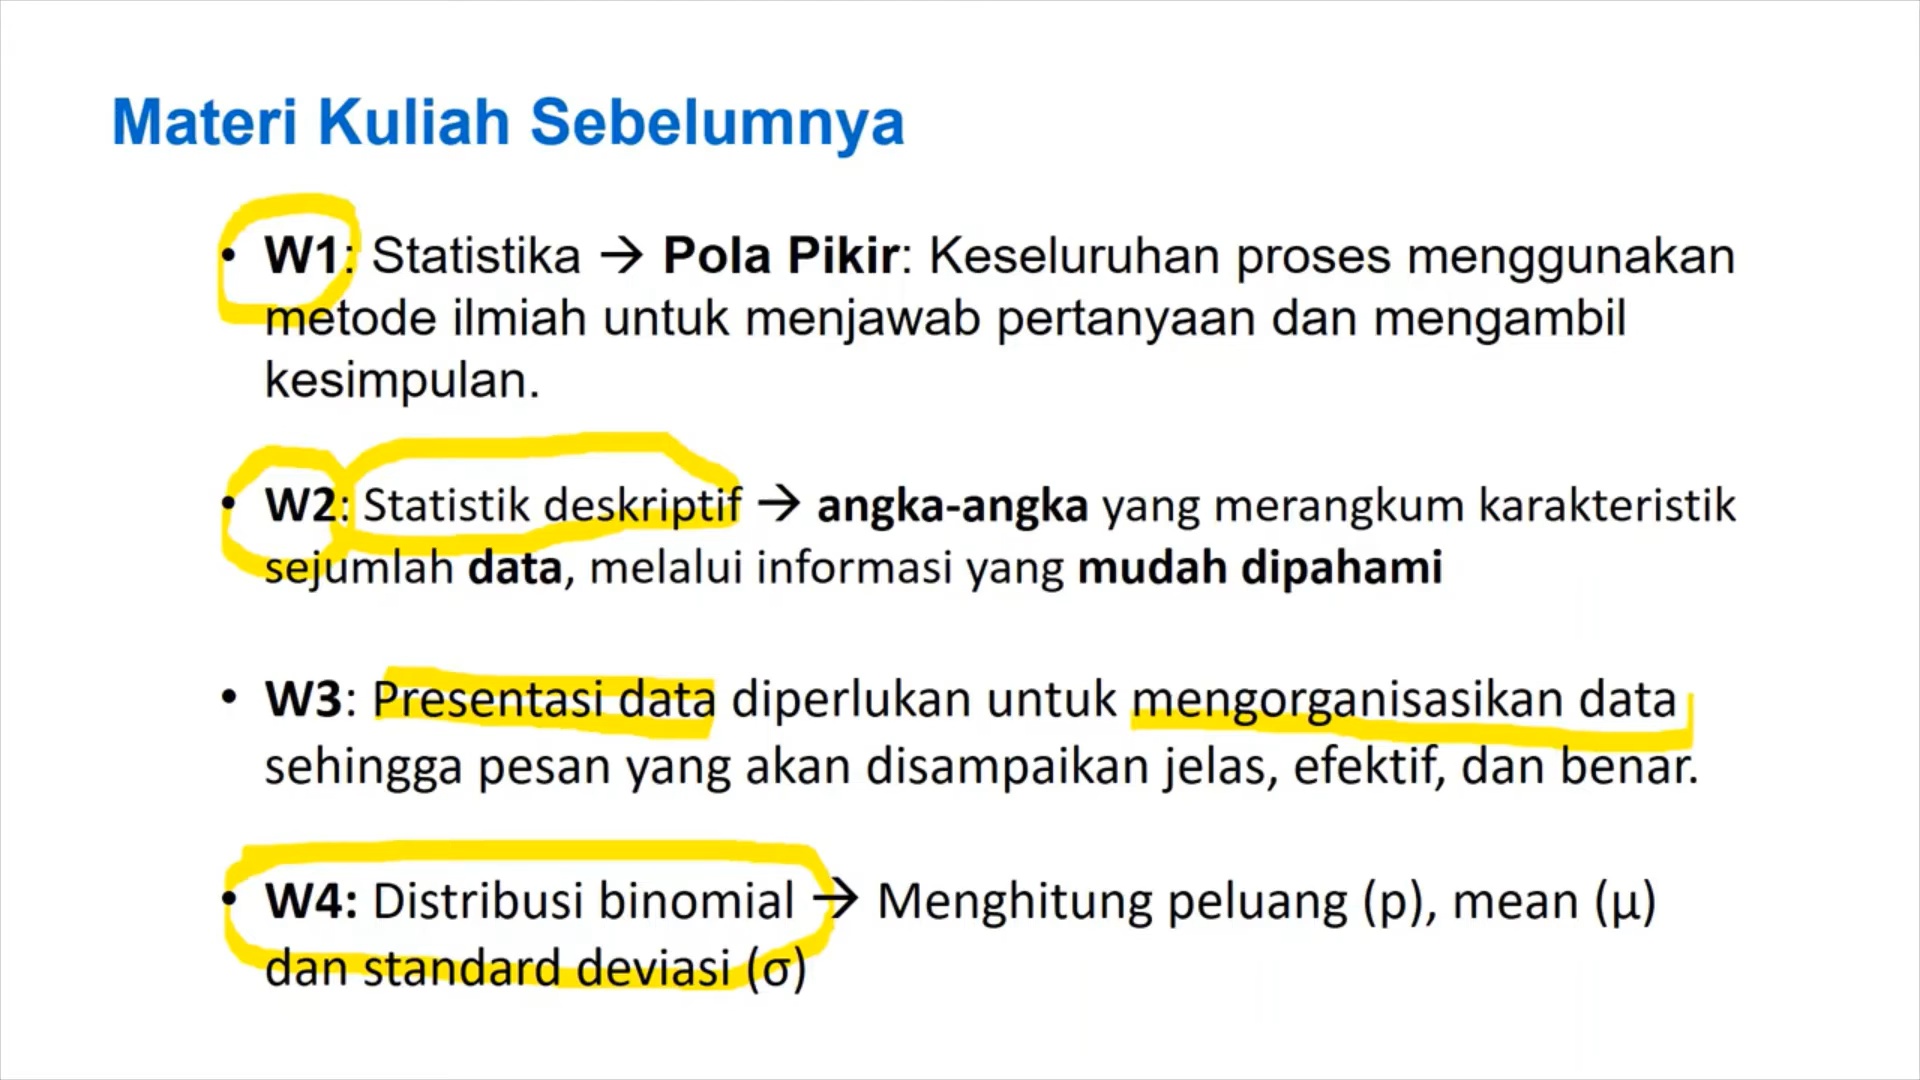 Materi Kuliah Sebelumnya
• W1: Statistika → Pola Pikir: Keseluruhan proses menggunakan
metode ilmiah untuk menjawab pertanyaan dan mengambil
kesimpulan.
• W2: Statistik deskriptif → angka-angka yang merangkum karakteristik
sejumlah data, melalui informasi yang mudah dipahami
• W3: Presentasi data diperlukan untuk mengorganisasikan data
sehingga pesan yang akan disampaikan jelas, efektif, dan benar.
• W4: Distribusi binomial → Menghitung peluang (p), mean (μ)
dan standard deviasi (σ)